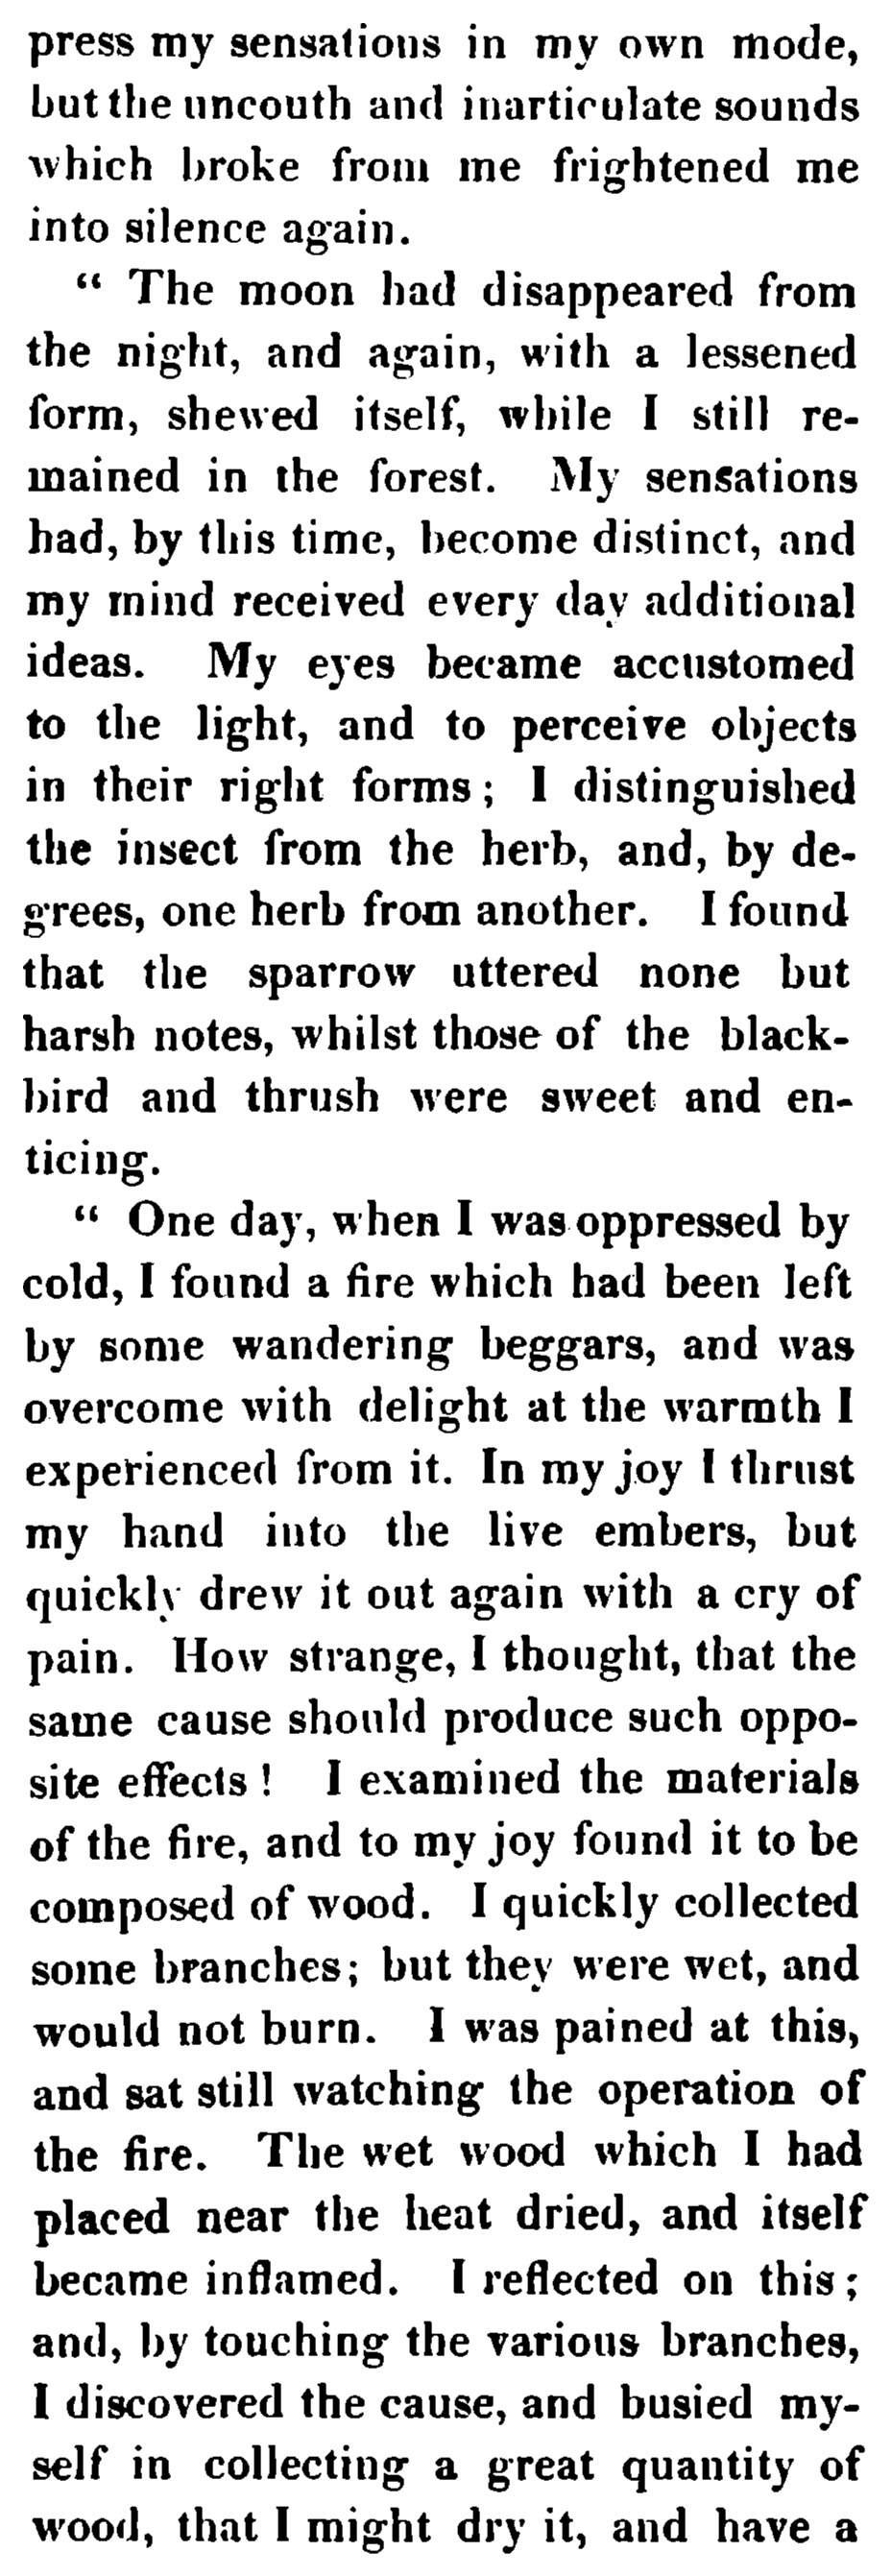 press my sensations in my own mode,
but the uncouth and inarticulate sounds
which broke from me frightened me
into silence again.
“ The moon had disappeared from
the night, and again, with a lessened
form, shewed itself, while I still re-
mained in the forest. My sensations
had, by this time, become distinct, and
my mind received every day additional
ideas. My eyes became accustomed
to the light, and to perceive objects
in their right forms ; I distinguished
the insect from the herb, and, by de-
grees, one herb from another. I found
that the sparrow uttered none but
harsh notes, whilst those of the black-
bird and thrush were sweet and en-
ticing.
“ One day, when I was oppressed by
cold, I found a fire which had been left
by some wandering beggars, and was
overcome with delight at the warmth I
experienced from it. In my joy I thrust
my hand into the live embers, but
quickly drew it out again with a cry of
pain. How strange, I thought, that the
same cause should produce such oppo-
site effects ! I examined the materials
of the fire, and to my joy found it to be
composed of wood. I quickly collected
some branches; but they were wet, and
would not burn. I was pained at this,
and sat still watching the operation of
the fire. The wet wood which I had
placed near the heat dried, and itself
became inflamed. I reflected on this ;
and, by touching the various branches,
I discovered the cause, and busied my-
self in collecting a great quantity of
wood, that I might dry it, and have a